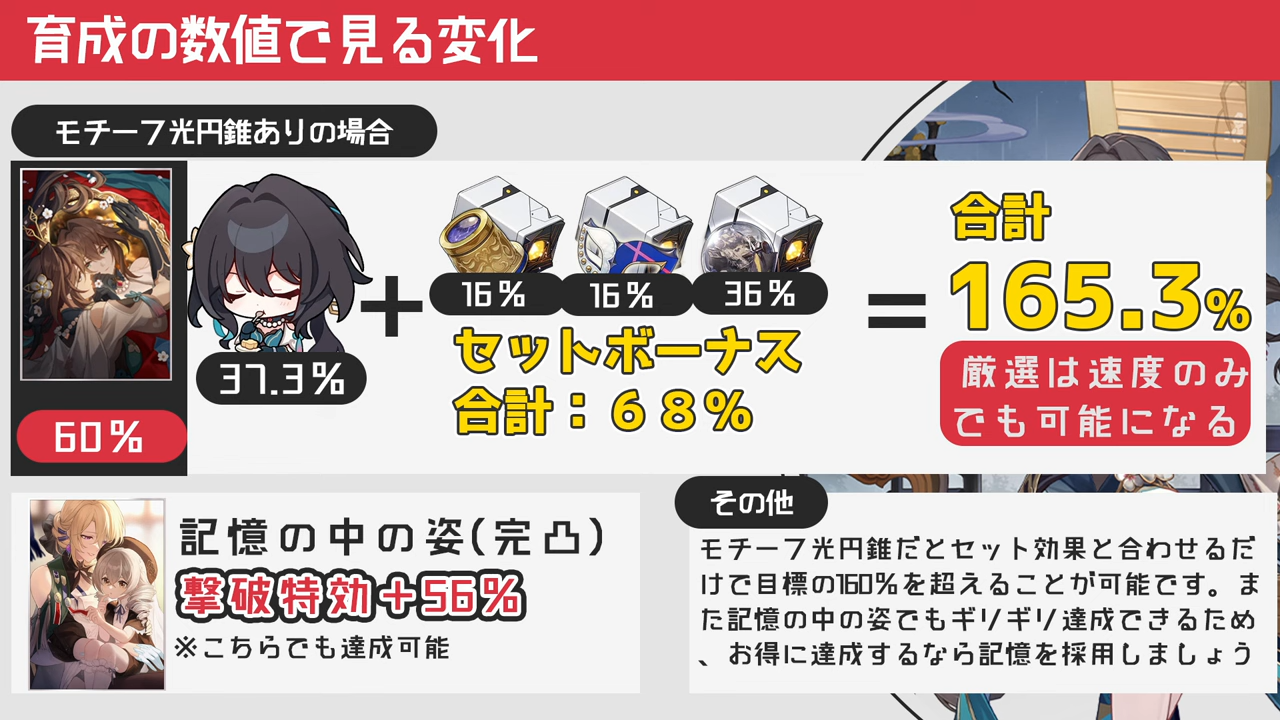 育成の数値で見る変化
モチーフ光円錐ありの場合
60%
37.3%
+
16%
16%
36%
セットボーナス
合計：６８%
=
合計
165.3%
厳選は速度のみ
でも可能になる
記憶の中の姿(完凸)
撃破特効+56%
※こちらでも達成可能
その他
モチーフ光円錐だとセット効果と合わせるだ
けで目標の160%を超えることが可能です。ま
た記憶の中の姿でもギリギリ達成できるため
、お得に達成するなら記憶を採用しましょう